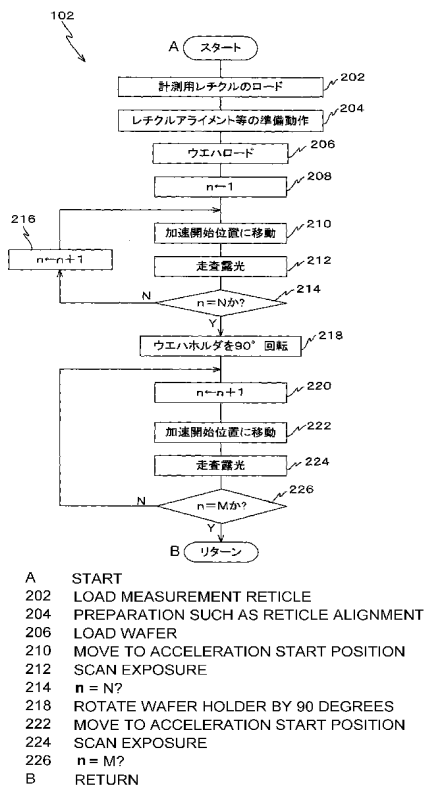 102
A スタート
計測用レチクルのロード 202
レチクルアライメント等の準備動作 204
ウエハロード 206
n←1 208
216
加速開始位置に移動 210
n←n+1
走査露光 212
N n=Nか? 214
Y
ウエハホルダを90°回転 218
n←n+1 220
加速開始位置に移動 222
走査露光 224
N n=Mか? 226
Y
B リターン
A START
202 LOAD MEASUREMENT RETICLE
204 PREPARATION SUCH AS RETICLE ALIGNMENT
206 LOAD WAFER
210 MOVE TO ACCELERATION START POSITION
212 SCAN EXPOSURE
214 n = N?
218 ROTATE WAFER HOLDER BY 90 DEGREES
222 MOVE TO ACCELERATION START POSITION
224 SCAN EXPOSURE
226 n = M?
B RETURN